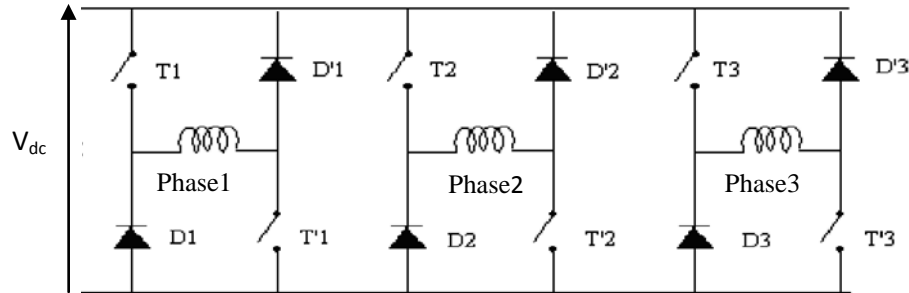 T1 D'1 T2 D'2 T3 D'3
Vdc
Phase1 Phase2 Phase3
D1 T'1 D2 T'2 D3 T'3